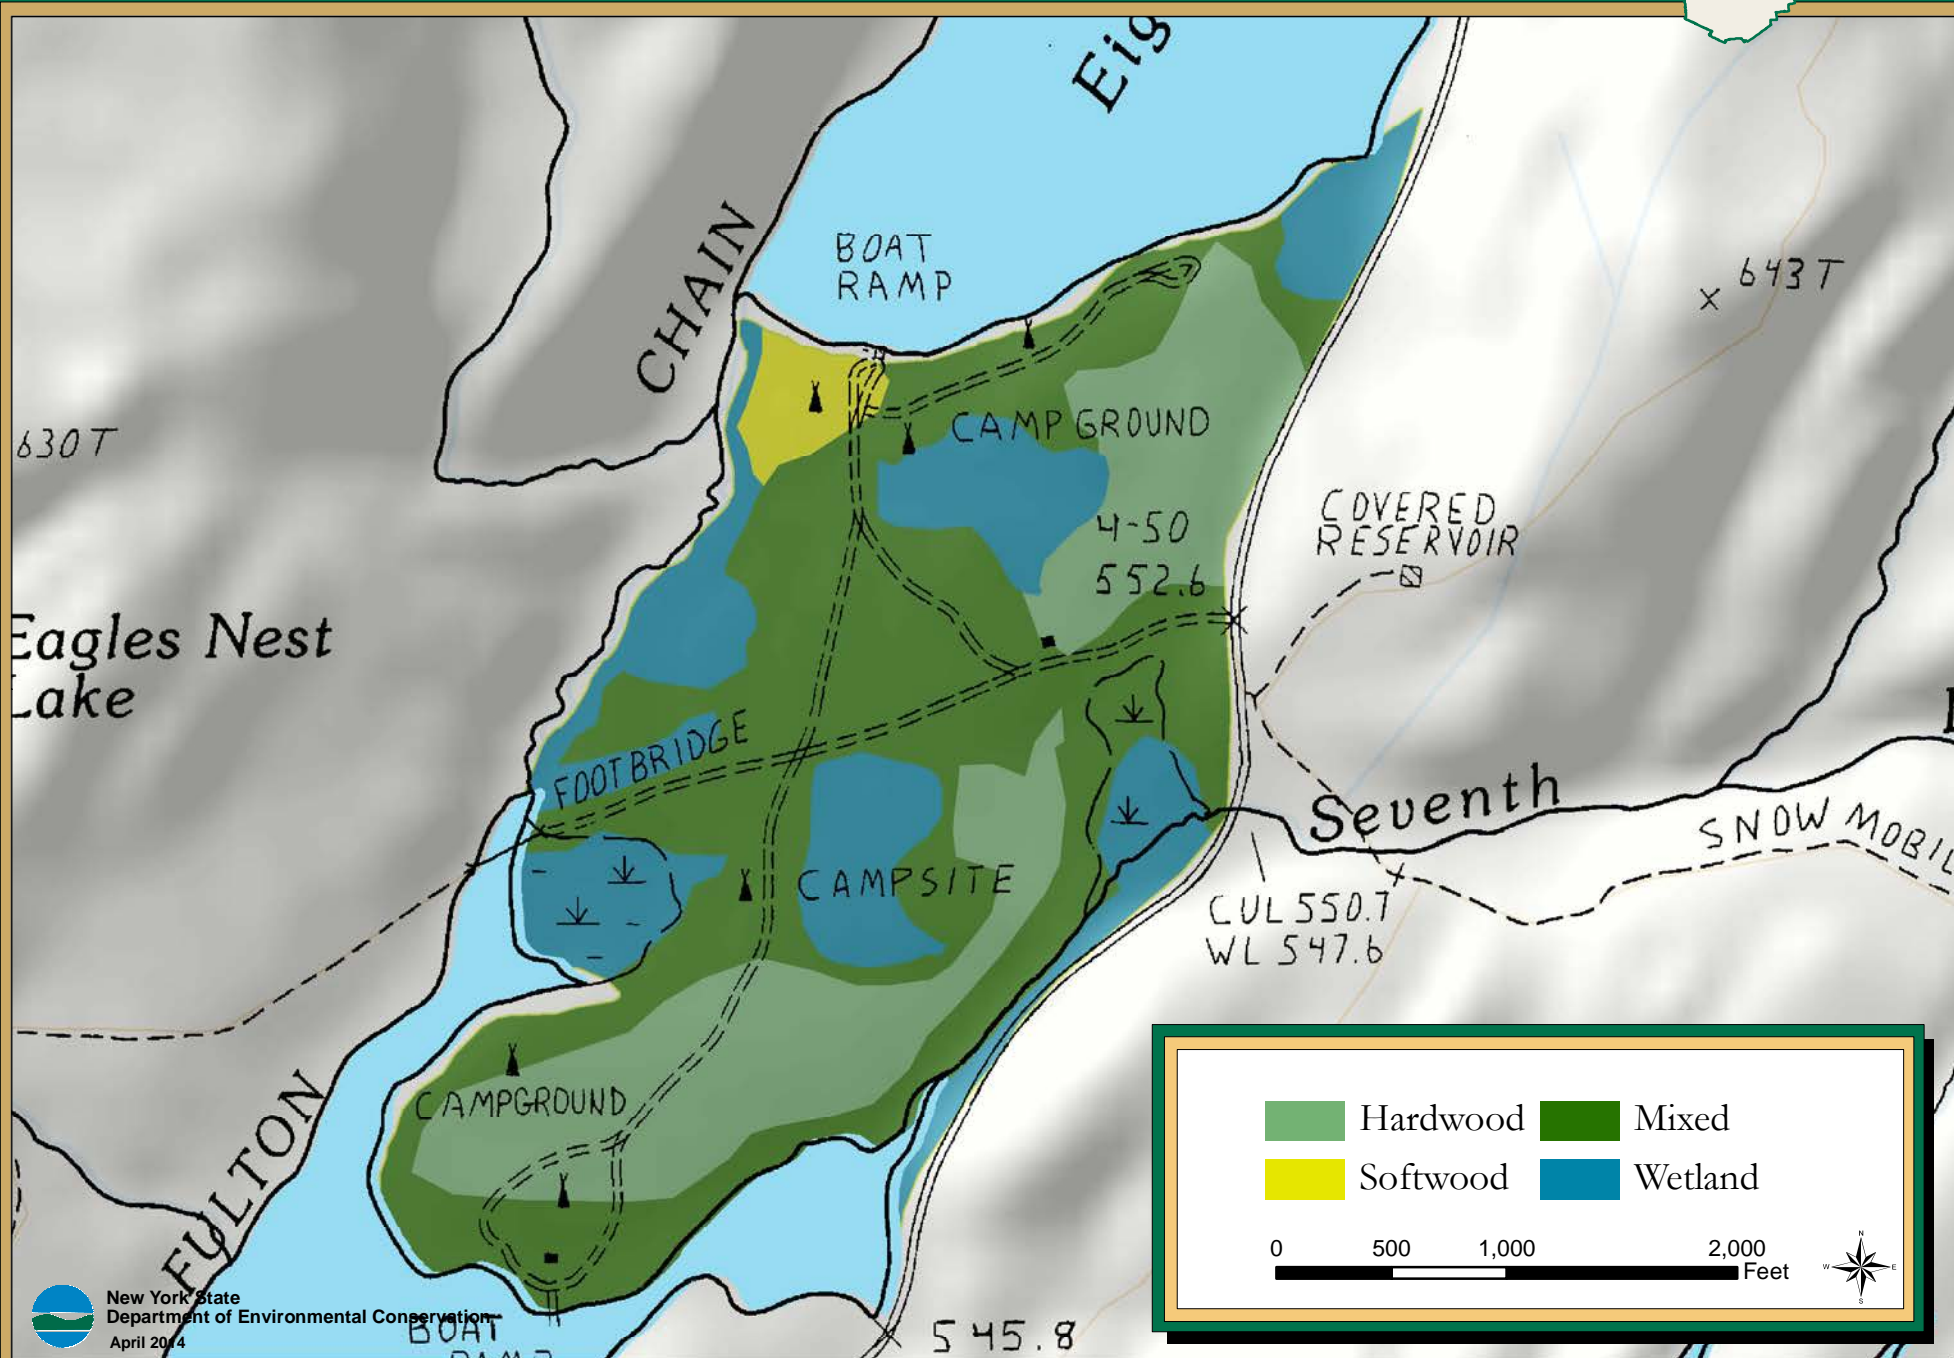 Eig
CHAIN
BOAT
RAMP
643T
630T
CAMPGROUND
4-50
552.6
COVERED
RESERVOIR
Eagles Nest
Lake
FOOTBRIDGE
Seventh
SNOW MOBIL
CAMPSITE
CUL 550.7
WL 547.6
CAMPGROUND
FULTON
Hardwood
Mixed
Softwood
Wetland
0 500 1,000 2,000
Feet
N
W E
S
New York State
Department of Environmental Conservation
April 2014
BOAT
RAMP
545.8